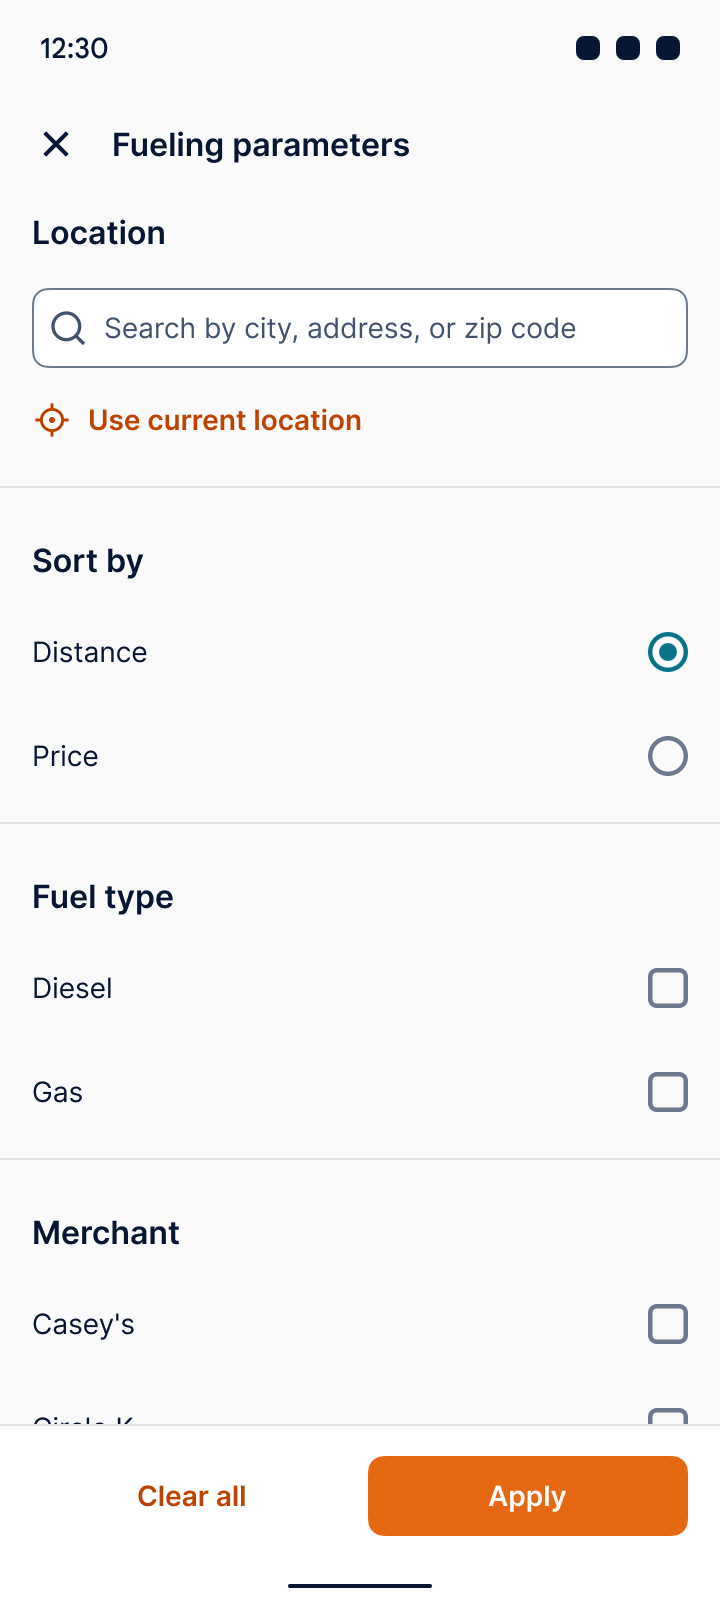 12:30
Fueling parameters
Location
Search by city, address, or zip code
Use current location
Sort by
Distance
Price
Fuel type
Diesel
Gas
Merchant
Casey's
Circle K
Clear all
Apply